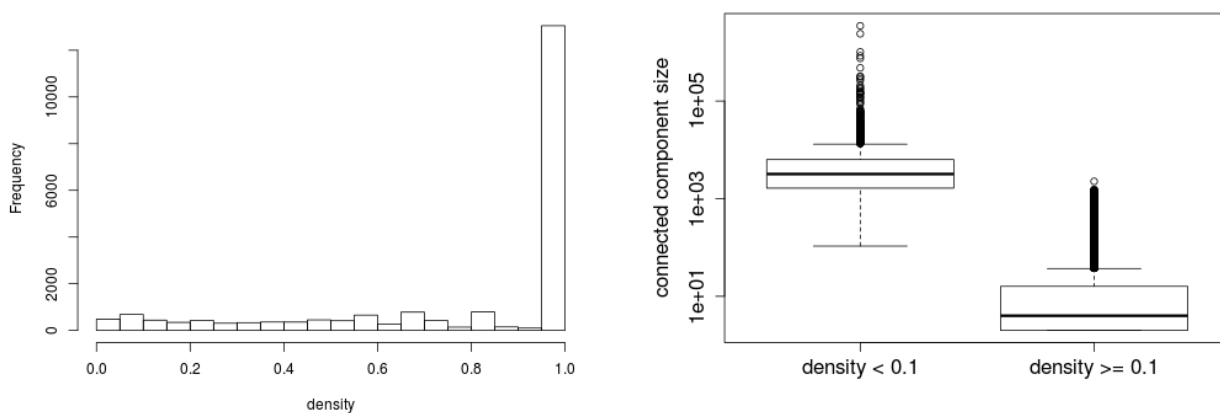 Frequency
10000
6000
2000
0
0.0 0.2 0.4 0.6 0.8 1.0
density
connected component size
1e+05
1e+03
1e+01
density < 0.1 density >= 0.1